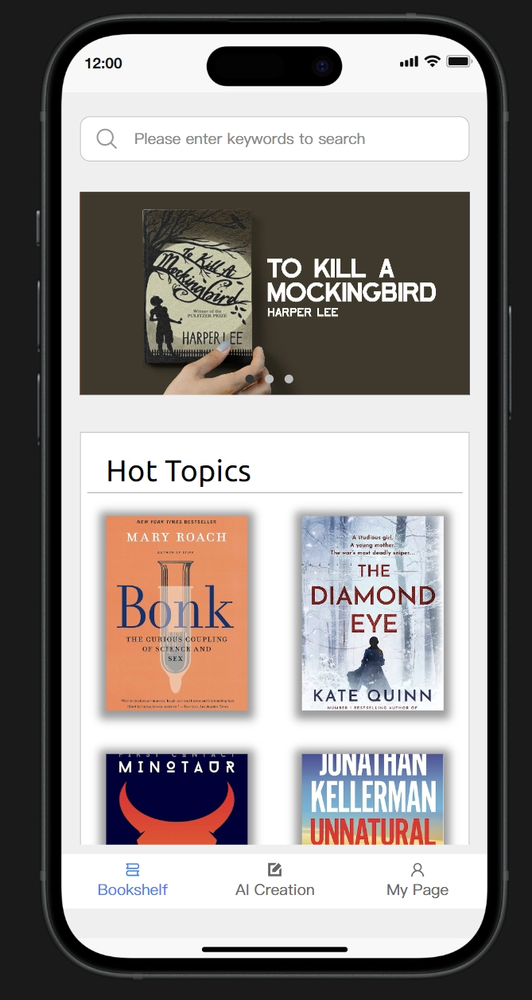 12:00
Please enter keywords to search
To Kill A
Mockingbird
Winner of the
PULITZER PRIZE
HARPER LEE
TO KILL A
MOCKINGBIRD
HARPER LEE
Hot Topics
NEW YORK TIMES BESTSELLER
MARY ROACH
AUTHOR OF STIFF
Bonk
THE CURIOUS COUPLING
OF SCIENCE AND
SEX
A studious girl.
A young mother.
The war's most deadly sniper...
THE
DIAMOND
EYE
KATE QUINN
NUMBER 1 BESTSELLING AUTHOR OF
FIRST CONTACT
MINOTAUR
JONATHAN
KELLERMAN
UNNATURAL
Bookshelf
AI Creation
My Page